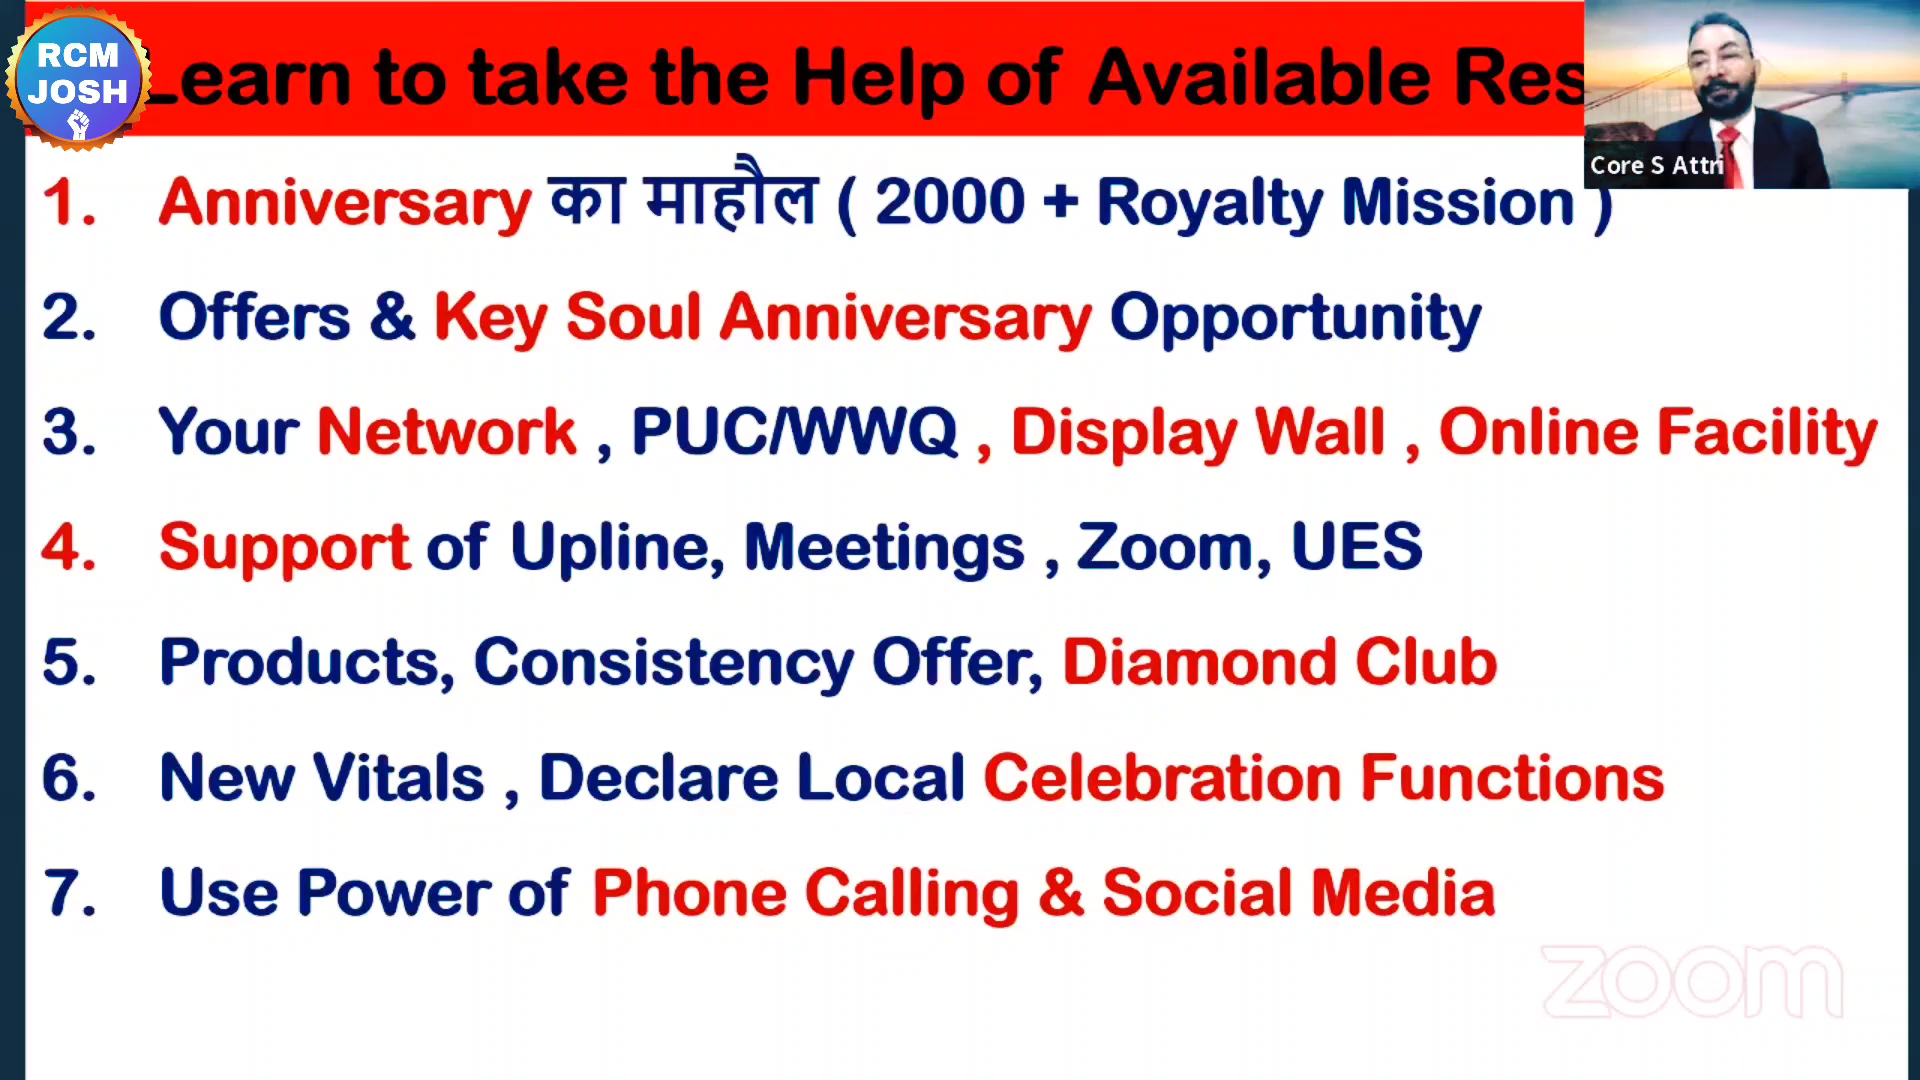 RCM
JOSH
Learn to take the Help of Available Res
Core S Attri
1. Anniversary का माहौल ( 2000 + Royalty Mission )
2. Offers & Key Soul Anniversary Opportunity
3. Your Network , PUC/WWQ , Display Wall , Online Facility
4. Support of Upline, Meetings , Zoom, UES
5. Products, Consistency Offer, Diamond Club
6. New Vitals , Declare Local Celebration Functions
7. Use Power of Phone Calling & Social Media
zoom